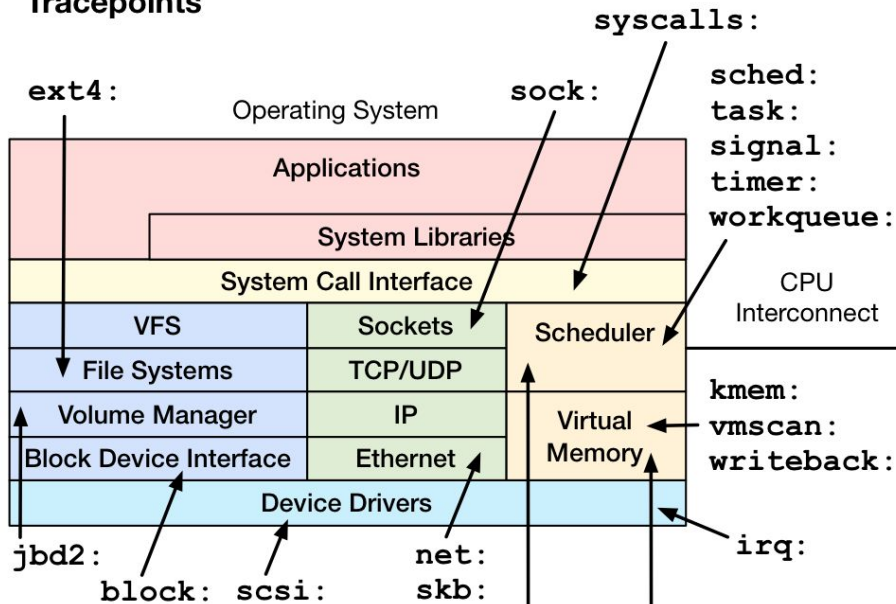 Tracepoints
syscalls:
ext4:
Operating System
sock:
sched:
task:
signal:
timer:
workqueue:
Applications
System Libraries
System Call Interface
CPU
Interconnect
VFS
Sockets
Scheduler
File Systems
TCP/UDP
Volume Manager
IP
Virtual
Memory
Block Device Interface
Ethernet
kmem:
vmscan:
writeback:
Device Drivers
irq:
jbd2:
block:
scsi:
net:
skb: